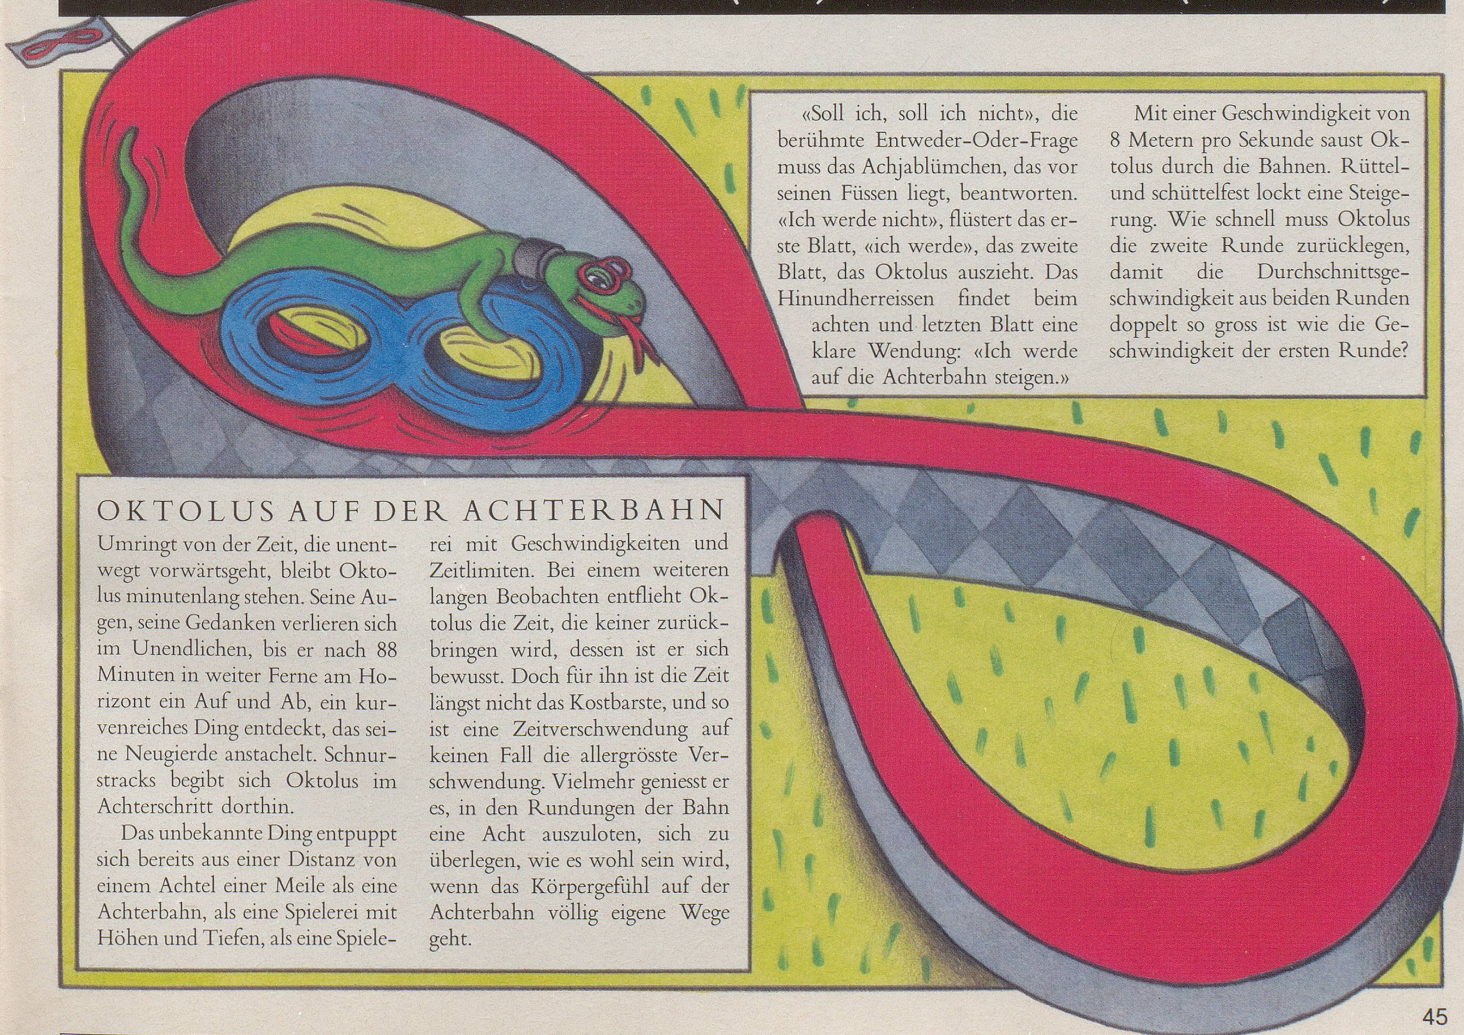 OKTOLUS AUF DER ACHTERBAHN
Umringt von der Zeit, die unent-
wegt vorwärtsgeht, bleibt Okto-
lus minutenlang stehen. Seine Au-
gen, seine Gedanken verlieren sich
im Unendlichen, bis er nach 88
Minuten in weiter Ferne am Ho-
rizont ein Auf und Ab, ein kur-
venreiches Ding entdeckt, das sei-
ne Neugierde anstachelt. Schnur-
stracks begibt sich Oktolus im
Achterschritt dorthin.
Das unbekannte Ding entpuppt
sich bereits aus einer Distanz von
einem Achtel einer Meile als eine
Achterbahn, als eine Spielerei mit
Höhen und Tiefen, als eine Spiele-
rei mit Geschwindigkeiten und
Zeitlimiten. Bei einem weiteren
langen Beobachten entflieht Ok-
tolus die Zeit, die keiner zurück-
bringen wird, dessen ist er sich
bewusst. Doch für ihn ist die Zeit
längst nicht das Kostbarste, und so
ist eine Zeitverschwendung auf
keinen Fall die allergrösste Ver-
schwendung. Vielmehr geniesst er
es, in den Rundungen der Bahn
eine Acht auszuloten, sich zu
überlegen, wie es wohl sein wird,
wenn das Körpergefühl auf der
Achterbahn völlig eigene Wege
geht.
«Soll ich, soll ich nicht», die
berühmte Entweder-Oder-Frage
muss das Achjablümchen, das vor
seinen Füssen liegt, beantworten.
«Ich werde nicht», flüstert das er-
ste Blatt, «ich werde», das zweite
Blatt, das Oktolus auszieht. Das
Hinundherreissen findet beim
achten und letzten Blatt eine
klare Wendung: «Ich werde
auf die Achterbahn steigen.»
Mit einer Geschwindigkeit von
8 Metern pro Sekunde saust Ok-
tolus durch die Bahnen. Rüttel-
und schüttelfest lockt eine Steige-
rung. Wie schnell muss Oktolus
die zweite Runde zurücklegen,
damit die Durchschnittsge-
schwindigkeit aus beiden Runden
doppelt so gross ist wie die Ge-
schwindigkeit der ersten Runde?
45